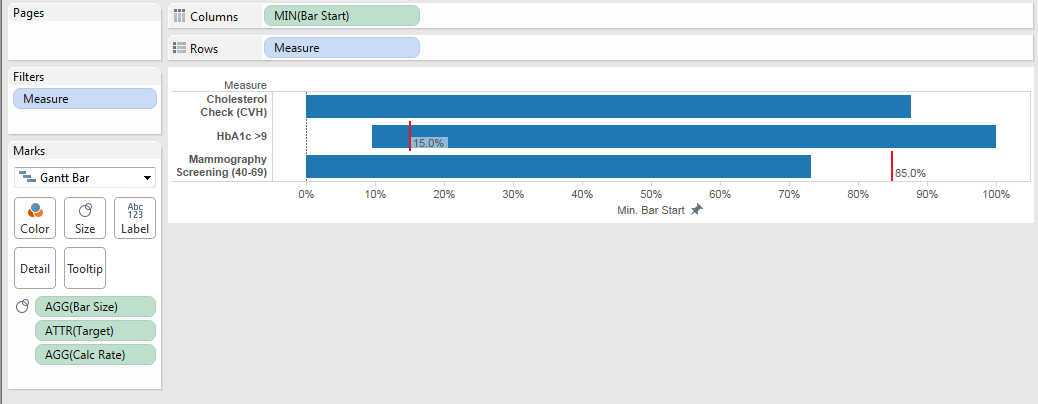 Pages
Columns
MIN(Bar Start)
Rows
Measure
Filters
Measure
Marks
Gantt Bar
Color
Size
Abc
123
Label
Detail
Tooltip
AGG(Bar Size)
ATTR(Target)
AGG(Calc Rate)
Measure
Cholesterol
Check (CVH)
HbA1c >9
15.0%
Mammography
Screening (40-69)
85.0%
0% 10% 20% 30% 40% 50% 60% 70% 80% 90% 100%
Min. Bar Start